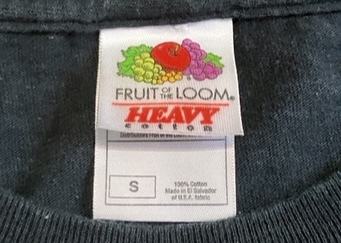 FRUIT OF THE LOOM®
HEAVY
cotton
S
100% Cotton
Made in El Salvador
of U.S.A. fabric